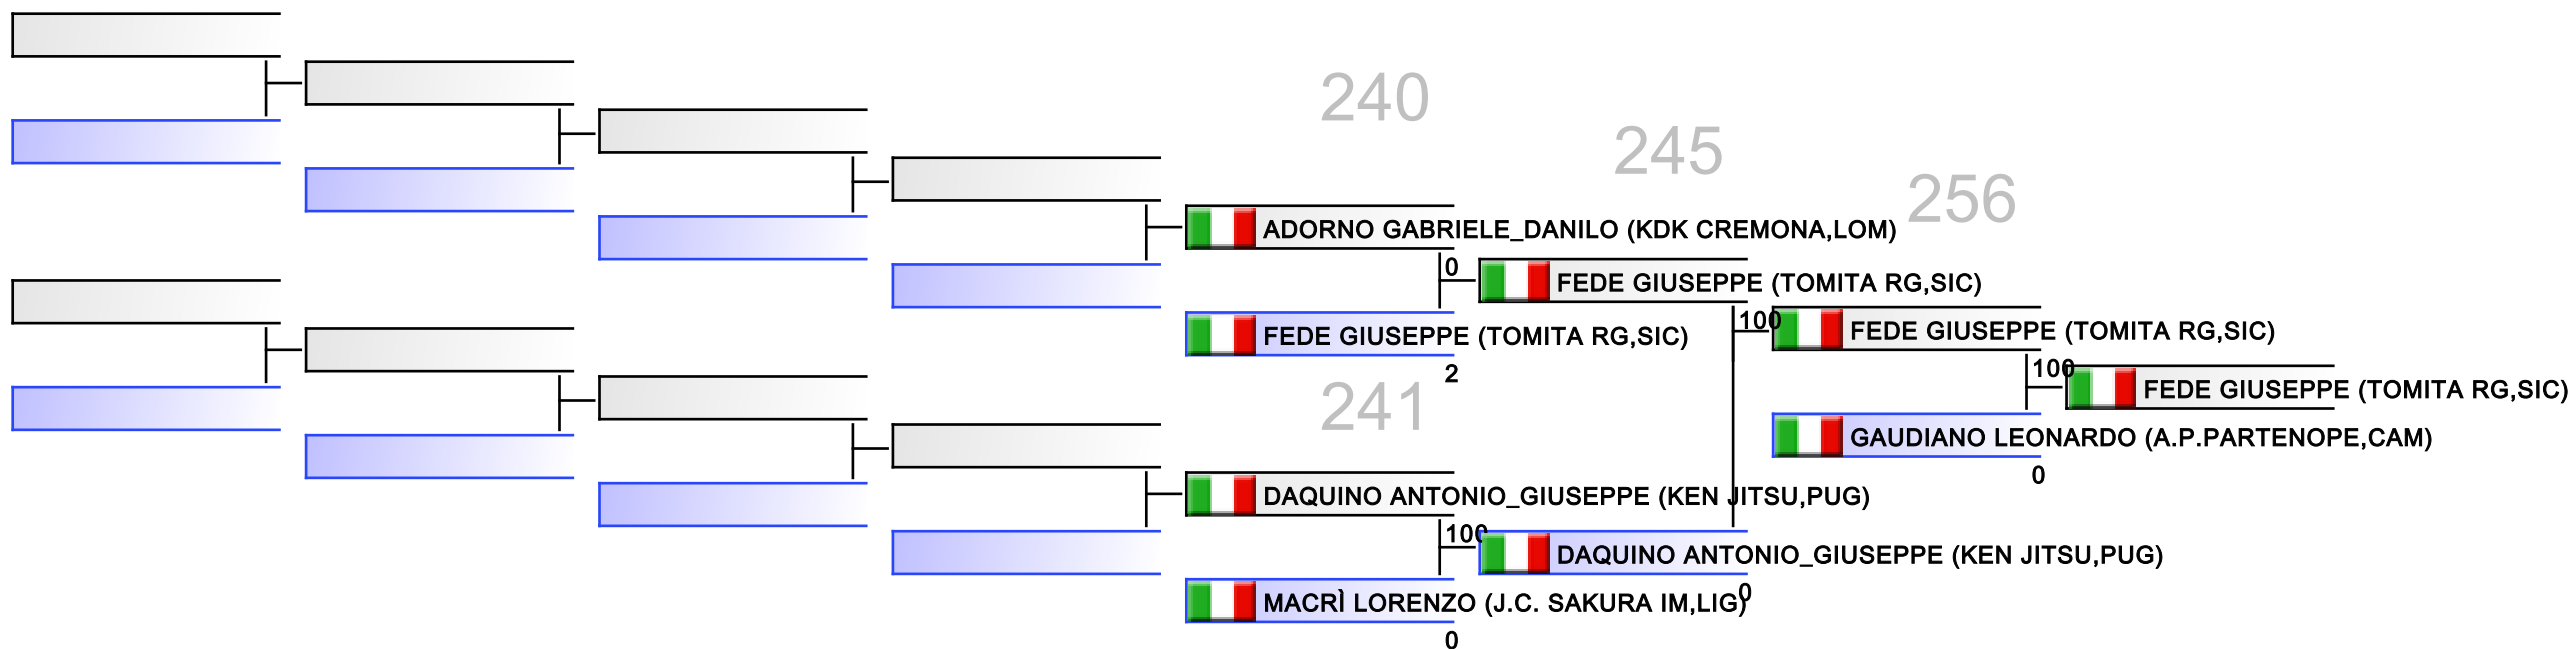 240
245
256
ADORNO GABRIELE_DANILO (KDK CREMONA,LOM)
0
FEDE GIUSEPPE (TOMITA RG,SIC)
FEDE GIUSEPPE (TOMITA RG,SIC)
2
100
FEDE GIUSEPPE (TOMITA RG,SIC)
100
FEDE GIUSEPPE (TOMITA RG,SIC)
GAUDIANO LEONARDO (A.P.PARTENOPE,CAM)
0
241
DAQUINO ANTONIO_GIUSEPPE (KEN JITSU,PUG)
100
DAQUINO ANTONIO_GIUSEPPE (KEN JITSU,PUG)
0
MACRÌ LORENZO (J.C. SAKURA IM,LIG)
0